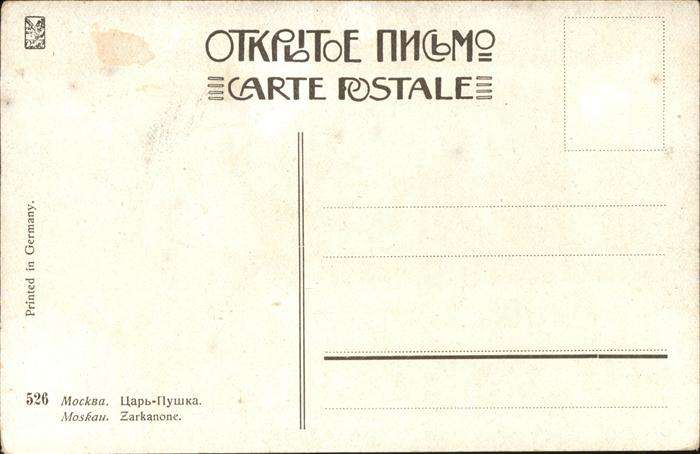 ОТКРЫТОЕ ПИСЬМО
CARTE POSTALE
Printed in Germany.
526 Москва. Царь-Пушка.
Moskau. Zarkanone.